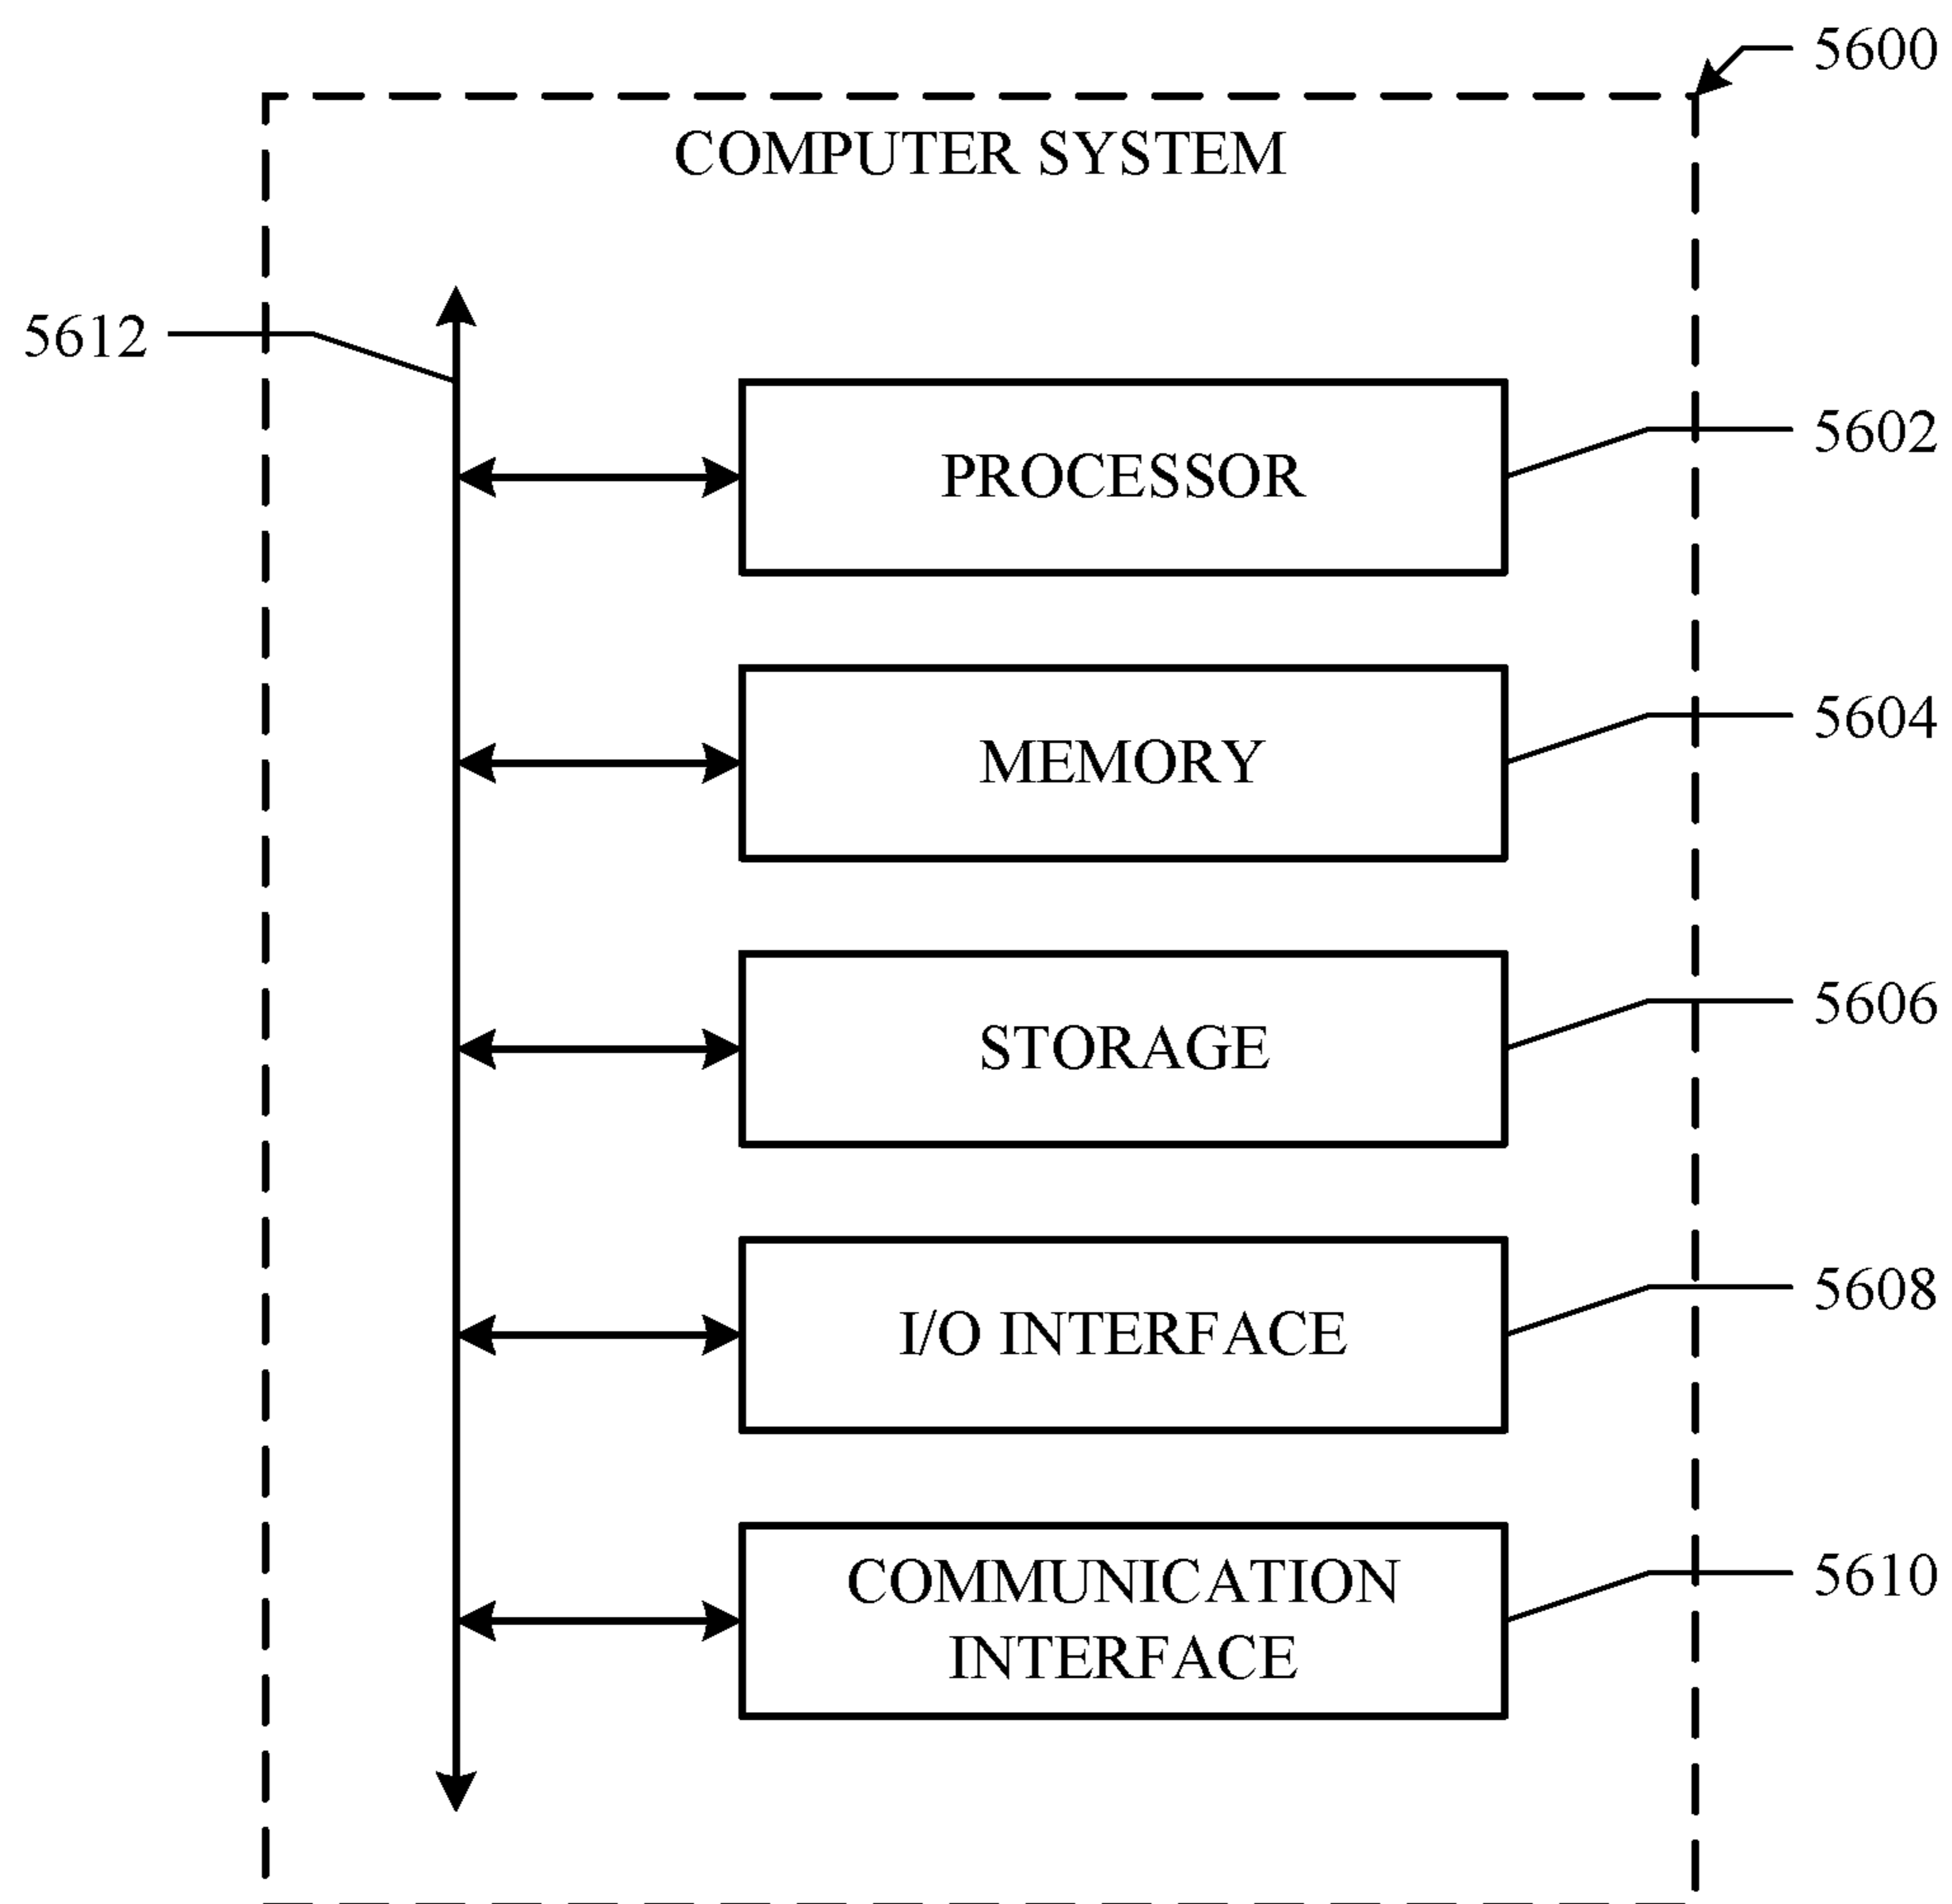 5600
COMPUTER SYSTEM
5612
PROCESSOR
5602
MEMORY
5604
STORAGE
5606
I/O INTERFACE
5608
COMMUNICATION
INTERFACE
5610